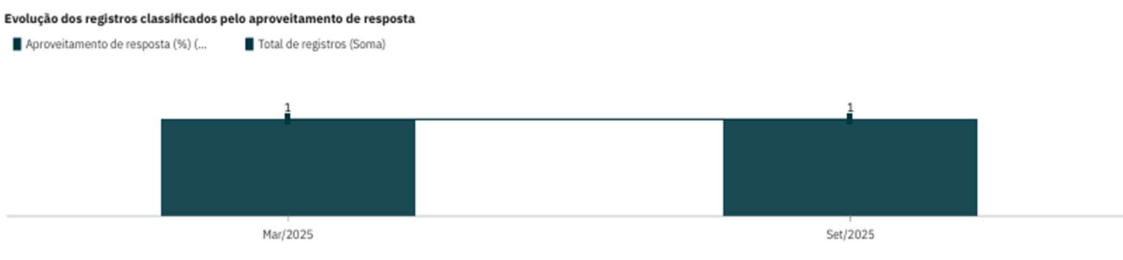 Evolução dos registros classificados pelo aproveitamento de resposta
Aproveitamento de resposta (%) (... Total de registros (Soma)
1 1
Mar/2025 Set/2025